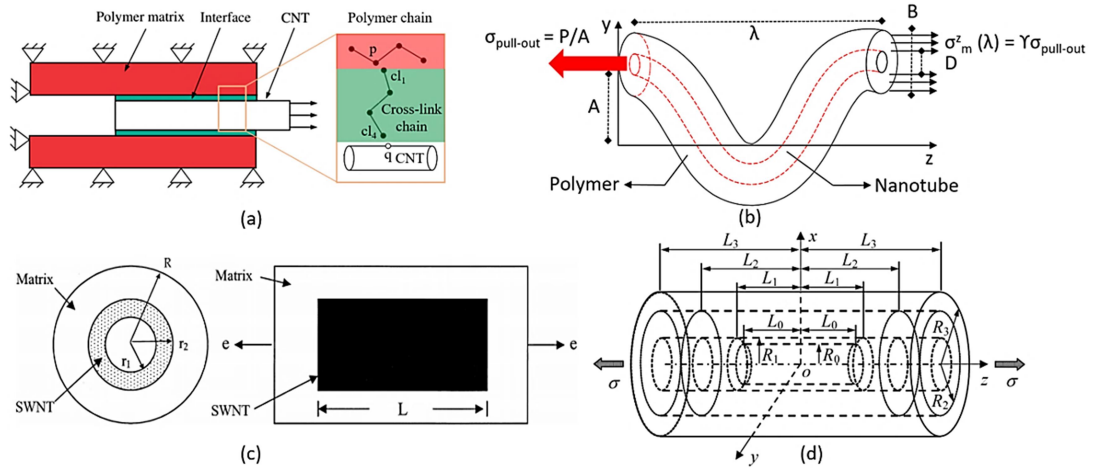 Polymer matrix
Interface
CNT
Polymer chain
p
cl₁
Cross-link
chain
cl₄
q CNT
(a)
y
λ
B
σpull-out = P/A
σᶻm (λ) = ϒσpull-out
D
A
z
Polymer
Nanotube
(b)
Matrix
R
r₁
r₂
SWNT
Matrix
e
e
SWNT
L
(c)
L₃
x
L₃
L₂
L₂
L₁
L₁
L₀
L₀
R₁
R₀
R₃
σ
o
z
σ
R₂
y
(d)